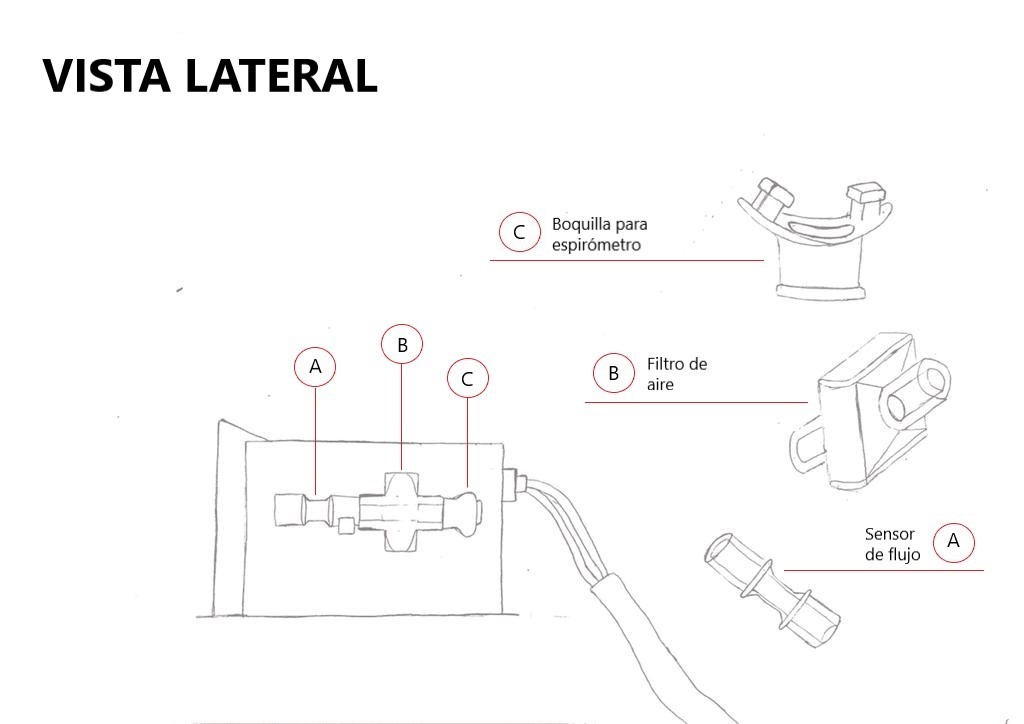 VISTA LATERAL
C
Boquilla para
espirómetro
A
B
C
B
Filtro de
aire
Sensor
de flujo
A